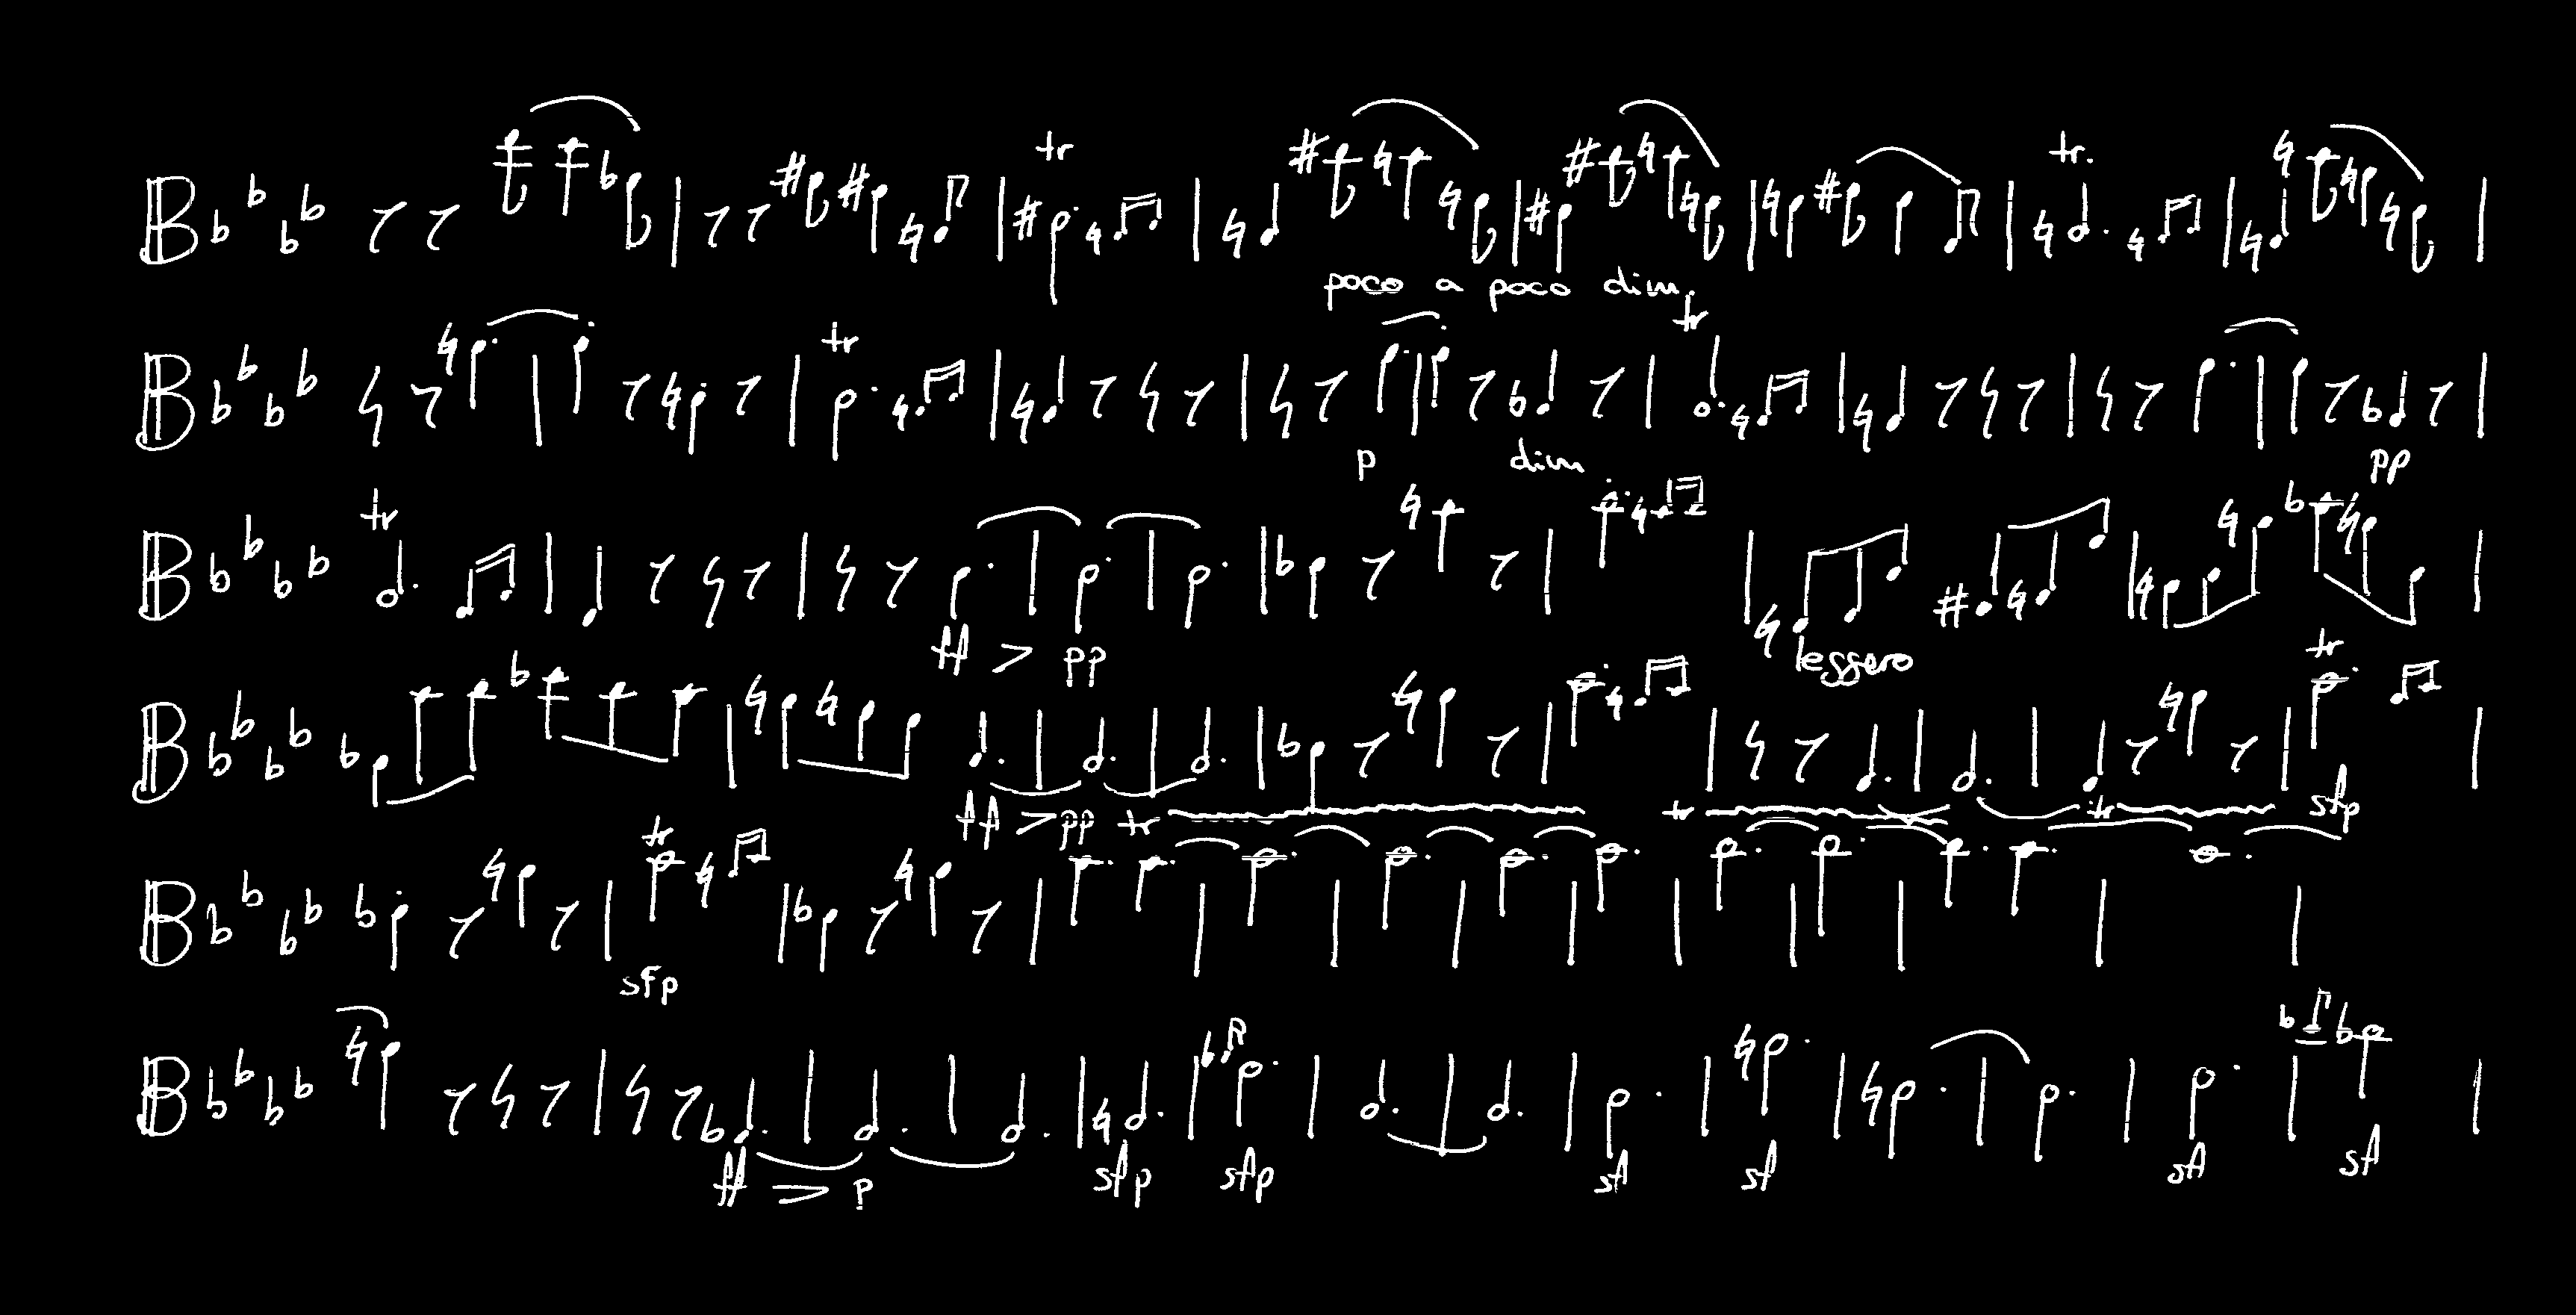 tr tr.
poco a poco dim.
tr tr
p dim pp
tr
ff > pp leggero
tr
ff > pp tr tr tr sfp
tr
sfp
ff > p sfp sfp sf sf sf sf